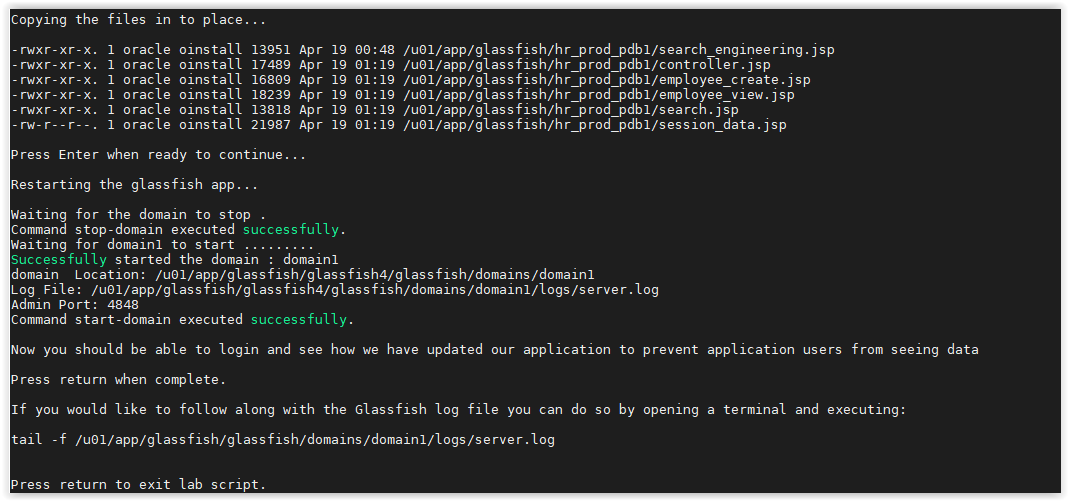 Copying the files in to place...
-rwxr-xr-x. 1 oracle oinstall 13951 Apr 19 00:48 /u01/app/glassfish/hr_prod_pdb1/search_engineering.jsp
-rwxr-xr-x. 1 oracle oinstall 17489 Apr 19 01:19 /u01/app/glassfish/hr_prod_pdb1/controller.jsp
-rwxr-xr-x. 1 oracle oinstall 16809 Apr 19 01:19 /u01/app/glassfish/hr_prod_pdb1/employee_create.jsp
-rwxr-xr-x. 1 oracle oinstall 18239 Apr 19 01:19 /u01/app/glassfish/hr_prod_pdb1/employee_view.jsp
-rwxr-xr-x. 1 oracle oinstall 13818 Apr 19 01:19 /u01/app/glassfish/hr_prod_pdb1/search.jsp
-rw-r--r--. 1 oracle oinstall 21987 Apr 19 01:19 /u01/app/glassfish/hr_prod_pdb1/session_data.jsp
Press Enter when ready to continue...
Restarting the glassfish app...
Waiting for the domain to stop .
Command stop-domain executed successfully.
Waiting for domain1 to start .........
Successfully started the domain : domain1
domain  Location: /u01/app/glassfish/glassfish4/glassfish/domains/domain1
Log File: /u01/app/glassfish/glassfish4/glassfish/domains/domain1/logs/server.log
Admin Port: 4848
Command start-domain executed successfully.
Now you should be able to login and see how we have updated our application to prevent application users from seeing data
Press return when complete.
If you would like to follow along with the Glassfish log file you can do so by opening a terminal and executing:
tail -f /u01/app/glassfish/glassfish/domains/domain1/logs/server.log
Press return to exit lab script.